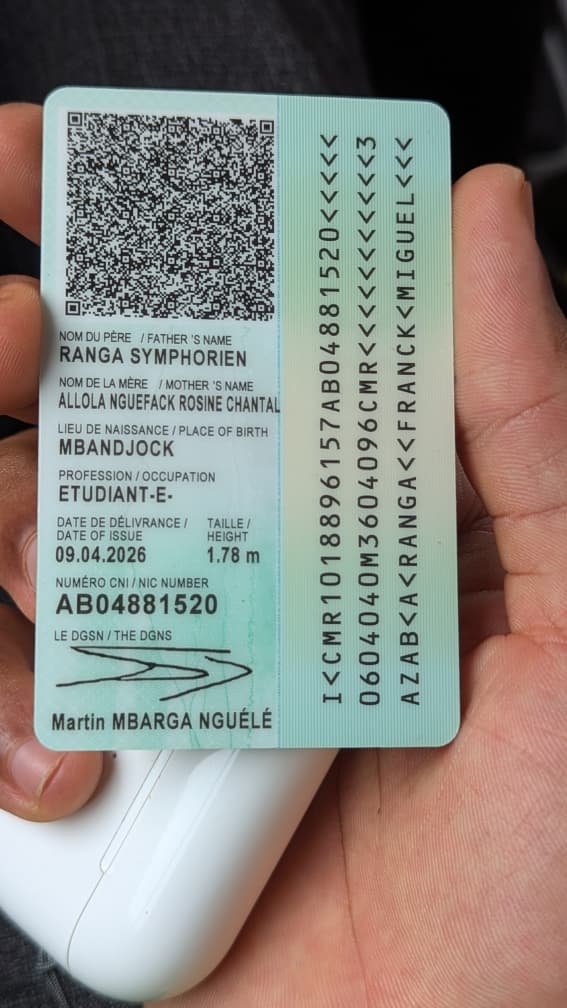 NOM DU PÈRE / FATHER 'S NAME
RANGA SYMPHORIEN
NOM DE LA MÈRE / MOTHER 'S NAME
ALLOLA NGUEFACK ROSINE CHANTAL
LIEU DE NAISSANCE / PLACE OF BIRTH
MBANDJOCK
PROFESSION / OCCUPATION
ETUDIANT-E-
DATE DE DÉLIVRANCE / TAILLE /
DATE OF ISSUE HEIGHT
09.04.2026 1.78 m
NUMÉRO CNI / NIC NUMBER
AB04881520
LE DGSN / THE DGNS
Martin MBARGA NGUÉLÉ
I<CMR1018896157AB04881520<<<<<
0604040M3604096CMR<<<<<<<<<<<3
AZAB<A<RANGA<<FRANCK<MIGUEL<<<